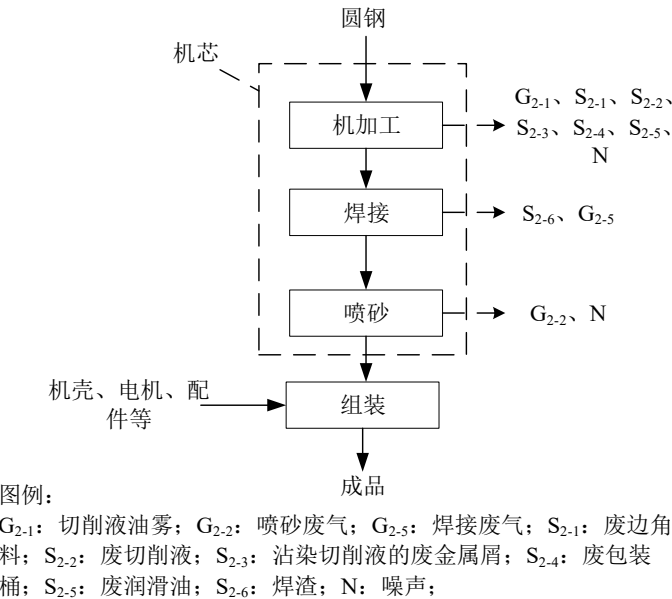 圆钢
机芯
机加工
G2-1、S2-1、S2-2、
S2-3、S2-4、S2-5、
N
焊接
S2-6、G2-5
喷砂
G2-2、N
机壳、电机、配
件等
组装
成品
图例：
G2-1：切削液油雾；G2-2：喷砂废气；G2-5：焊接废气；S2-1：废边角
料；S2-2：废切削液；S2-3：沾染切削液的废金属屑；S2-4：废包装
桶；S2-5：废润滑油；S2-6：焊渣；N：噪声；